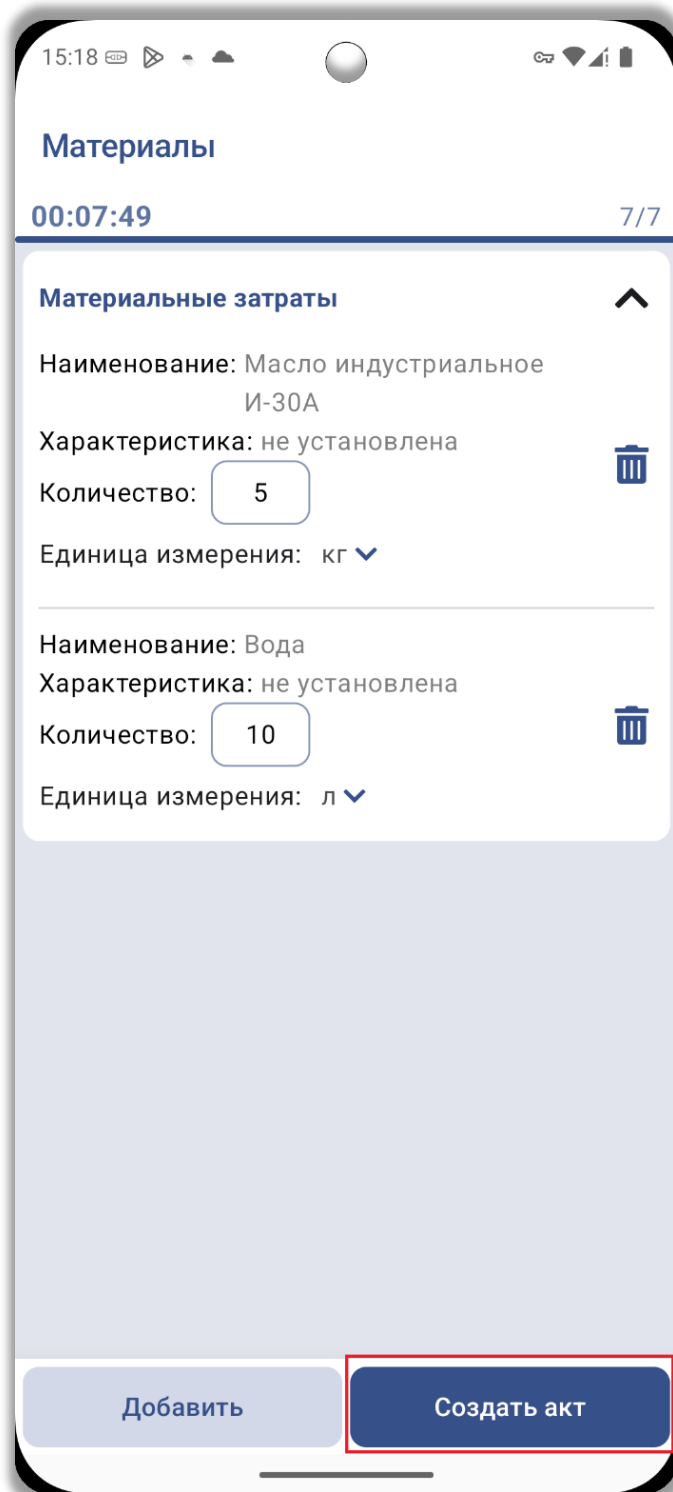 15:18
Материалы
00:07:49 7/7
Материальные затраты
Наименование: Масло индустриальное
И-30А
Характеристика: не установлена
Количество: 5
Единица измерения: кг
Наименование: Вода
Характеристика: не установлена
Количество: 10
Единица измерения: л
Добавить Создать акт